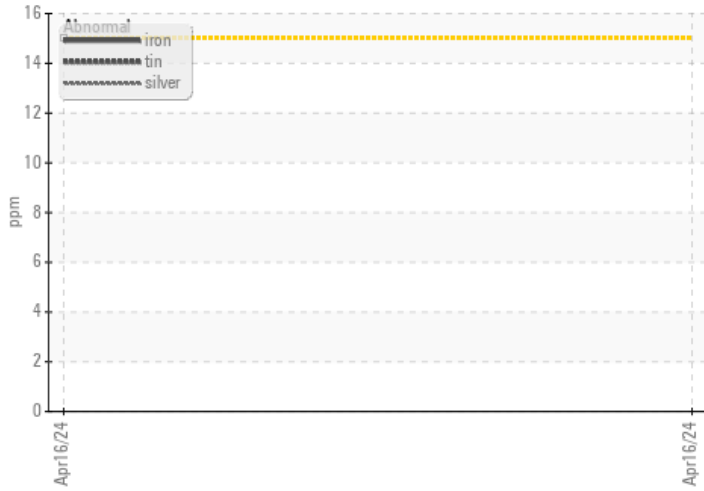 16
Abnormal
iron
tin
silver
14
12
10
8
6
4
2
0
ppm
Apr16/24
Apr16/24